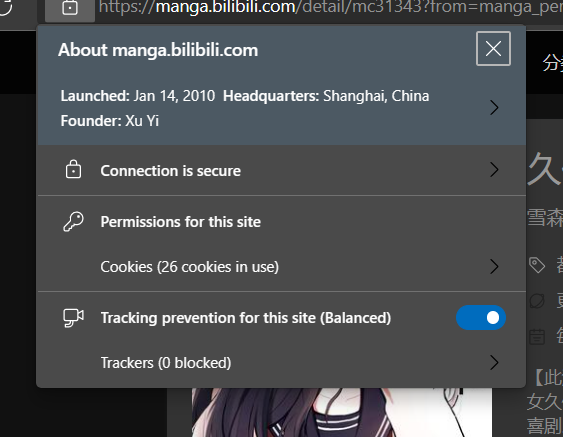 https://manga.bilibili.com/detail/mc31343?from=manga_per
About manga.bilibili.com
Launched: Jan 14, 2010 Headquarters: Shanghai, China
Founder: Xu Yi
Connection is secure
Permissions for this site
Cookies (26 cookies in use)
Tracking prevention for this site (Balanced)
Trackers (0 blocked)
久
雪森
【此
女久
喜剧